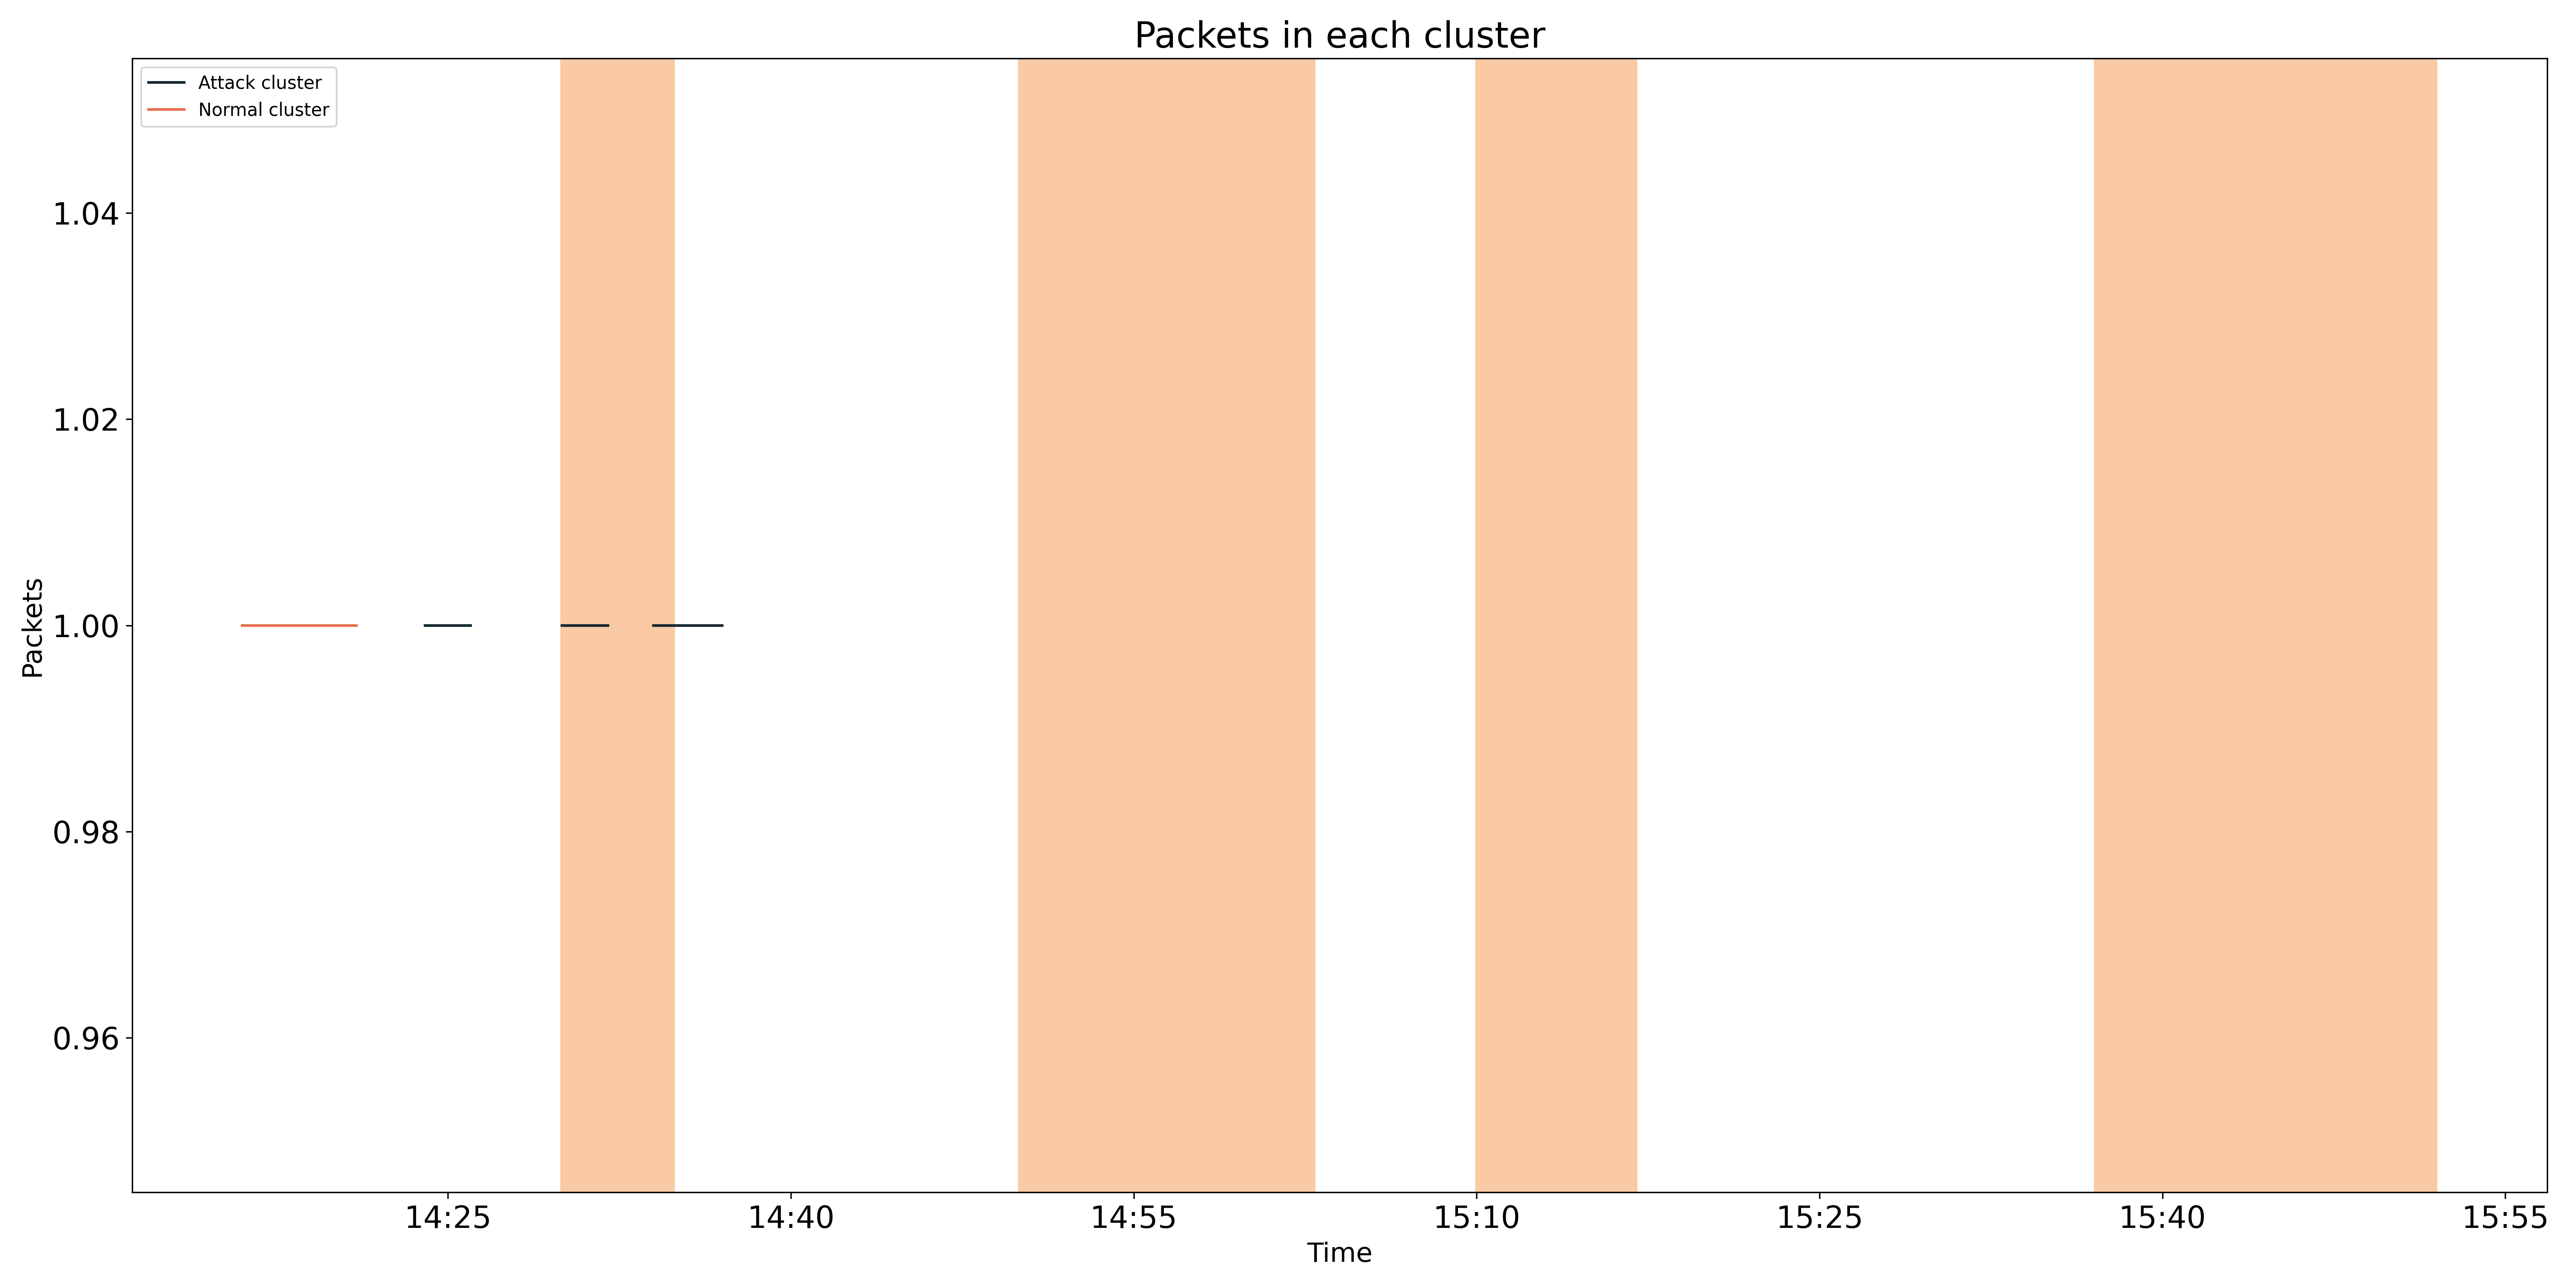 Packets in each cluster
Attack cluster
Normal cluster
1.04
1.02
1.00
0.98
0.96
Packets
14:25 14:40 14:55 15:10 15:25 15:40 15:55
Time